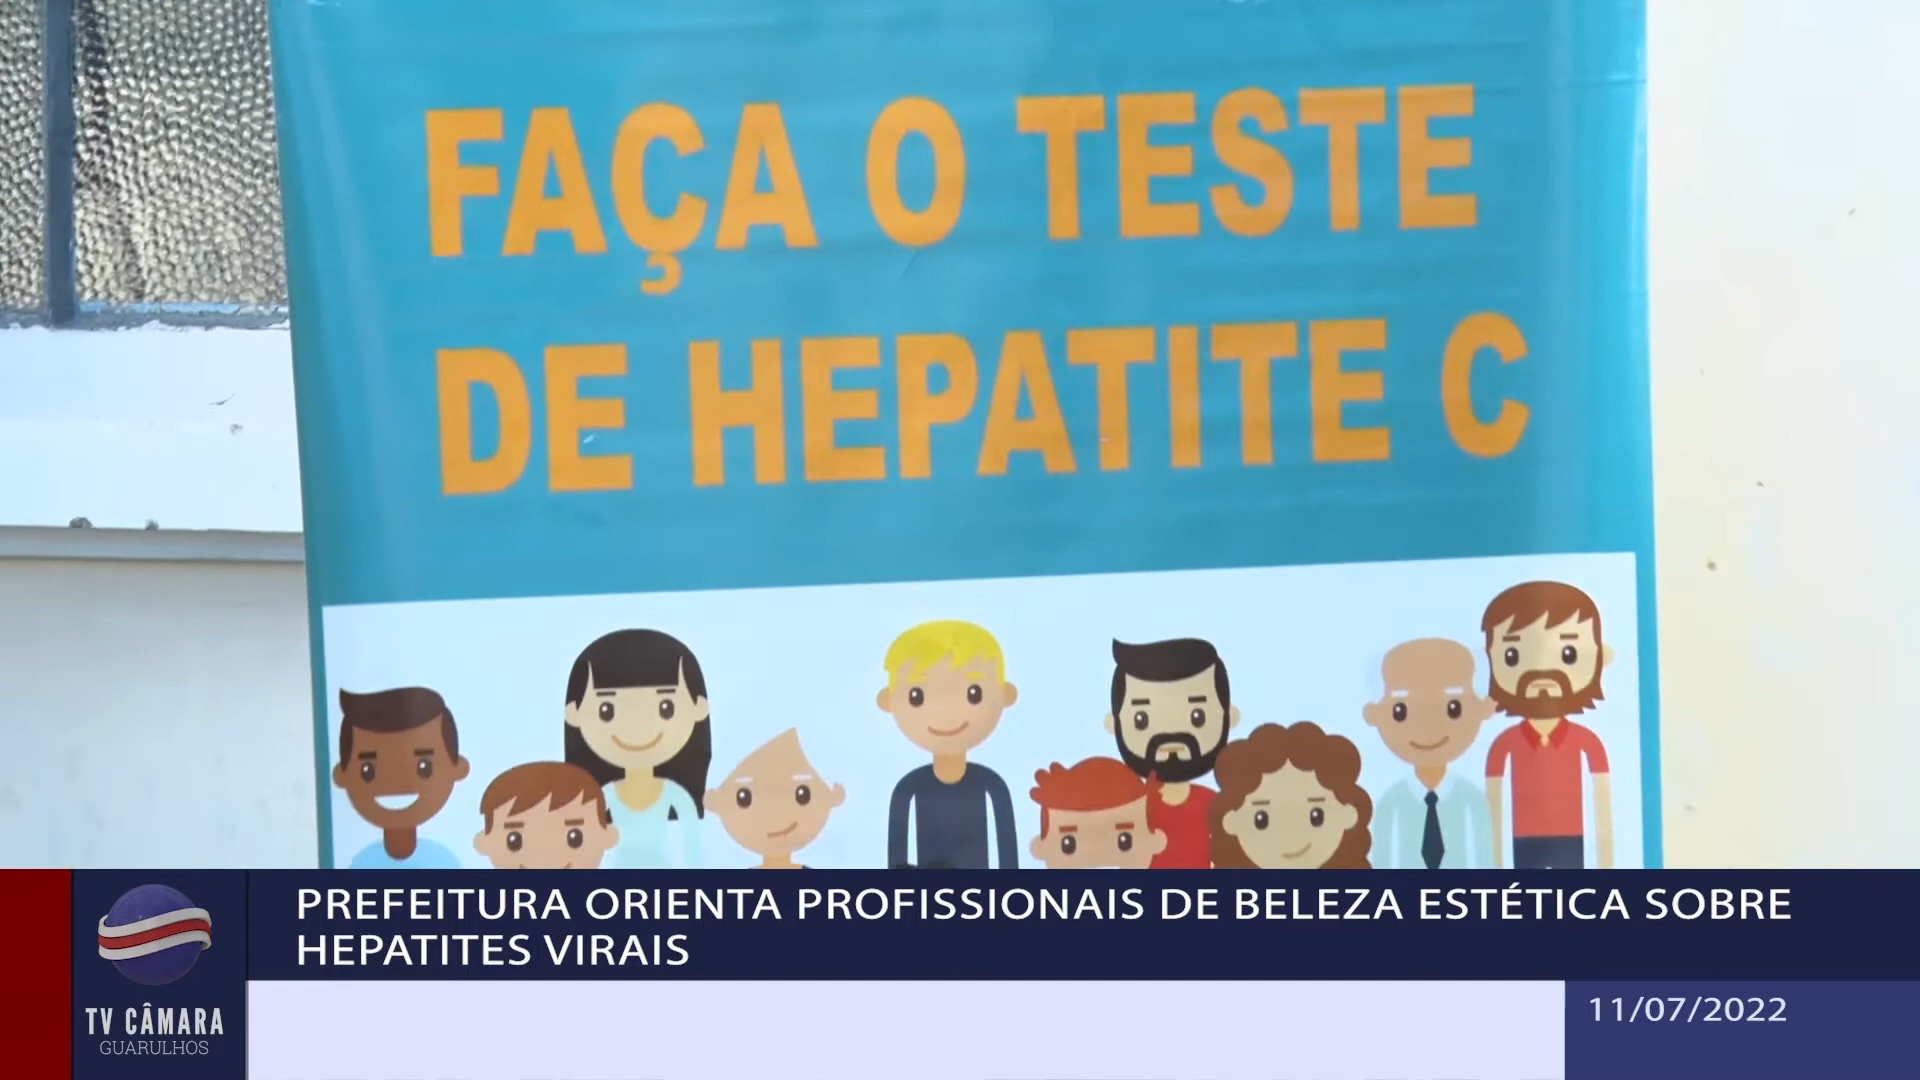 FAÇA O TESTE
DE HEPATITE C
PREFEITURA ORIENTA PROFISSIONAIS DE BELEZA ESTÉTICA SOBRE
HEPATITES VIRAIS
TV CÂMARA
GUARULHOS
11/07/2022